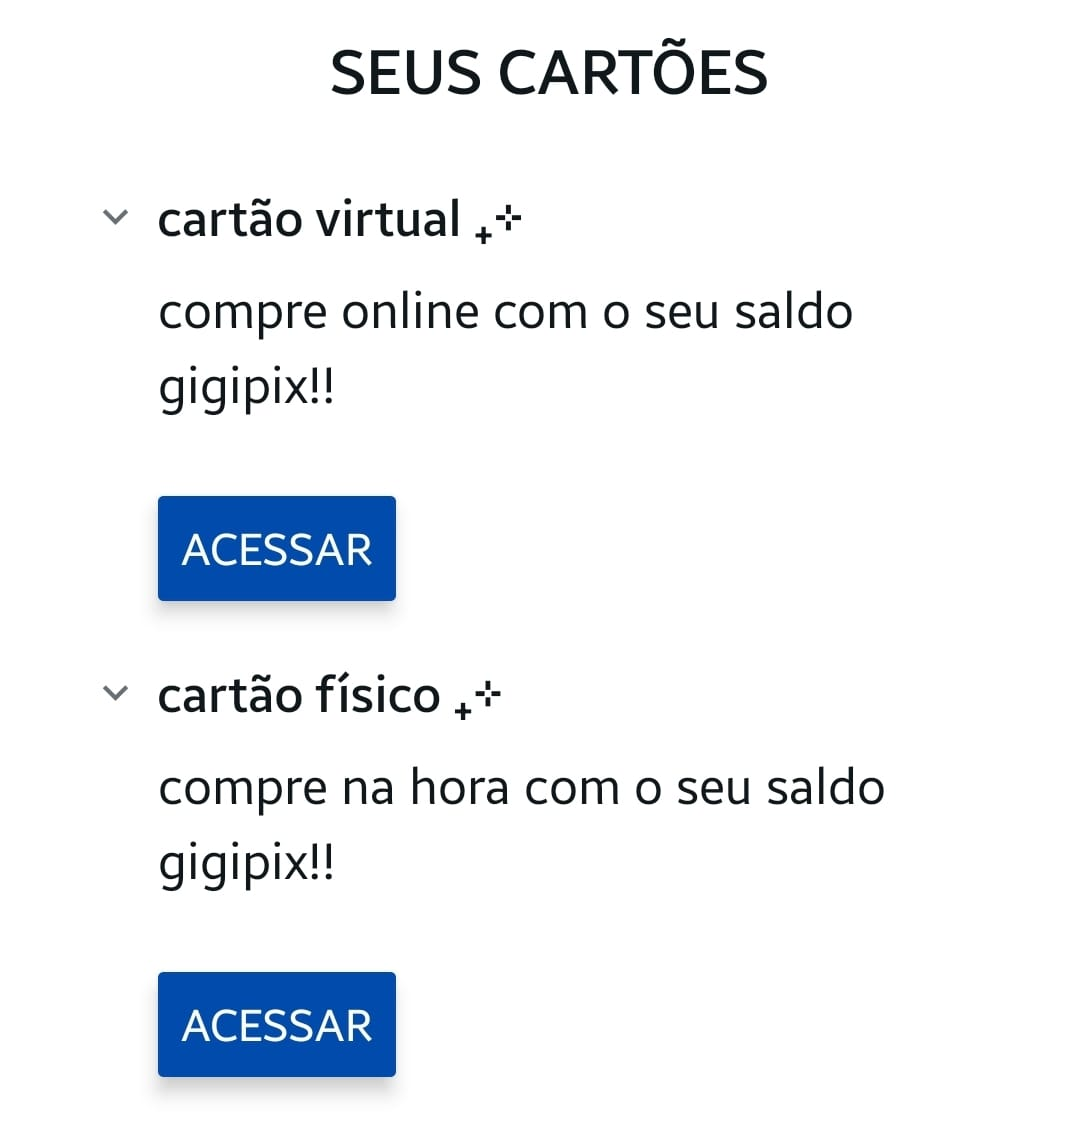 SEUS CARTÕES
cartão virtual ₊⊹
compre online com o seu saldo
gigipix!!
ACESSAR
cartão físico ₊⊹
compre na hora com o seu saldo
gigipix!!
ACESSAR